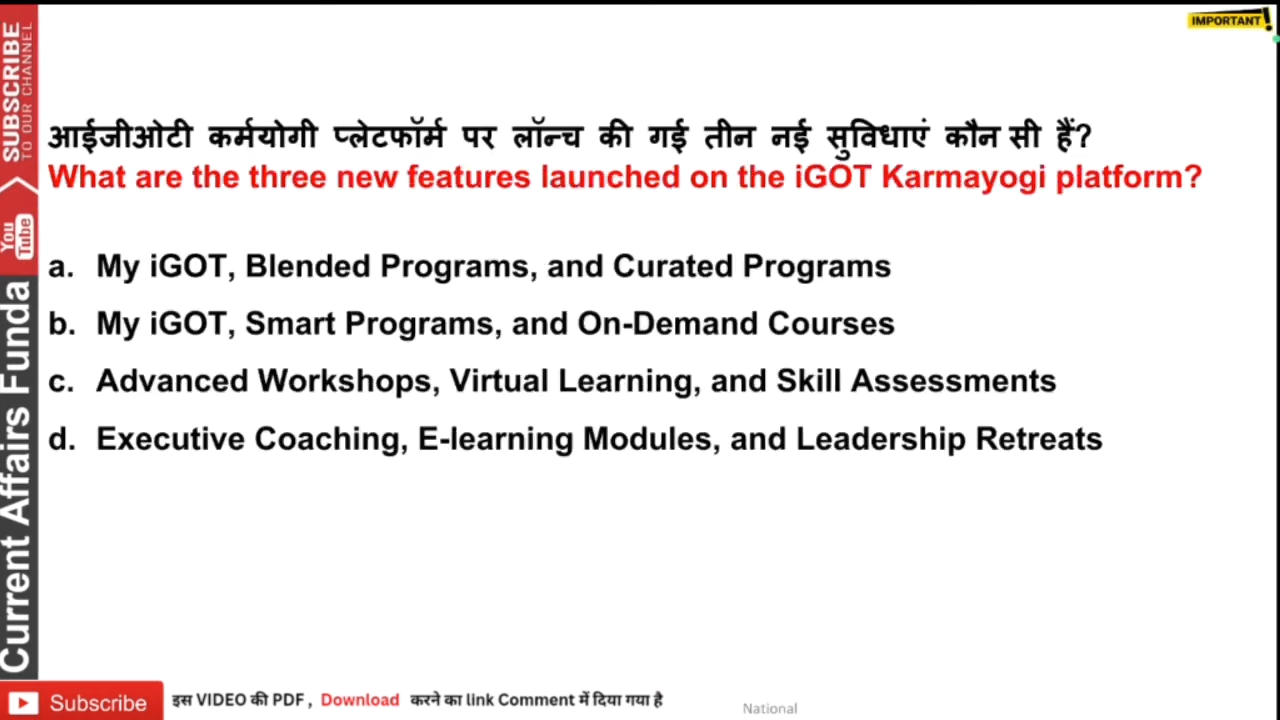 IMPORTANT!
SUBSCRIBE
TO OUR CHANNEL
You Tube
Current Affairs Funda
आईजीओटी कर्मयोगी प्लेटफॉर्म पर लॉन्च की गई तीन नई सुविधाएं कौन सी हैं?
What are the three new features launched on the iGOT Karmayogi platform?
a. My iGOT, Blended Programs, and Curated Programs
b. My iGOT, Smart Programs, and On-Demand Courses
c. Advanced Workshops, Virtual Learning, and Skill Assessments
d. Executive Coaching, E-learning Modules, and Leadership Retreats
Subscribe
इस VIDEO की PDF , Download करने का link Comment में दिया गया है
National